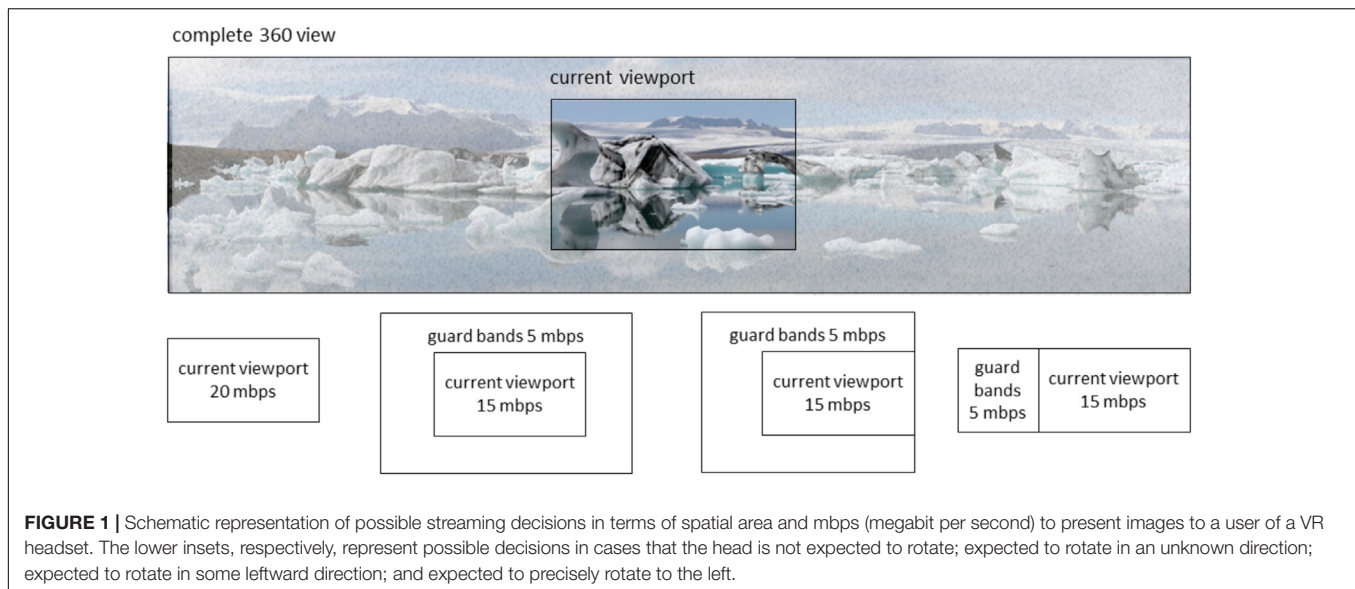 complete 360 view
current viewport
current viewport
20 mbps
guard bands 5 mbps
current viewport
15 mbps
guard bands 5 mbps
current viewport
15 mbps
guard
bands
5 mbps
current viewport
15 mbps
FIGURE 1 | Schematic representation of possible streaming decisions in terms of spatial area and mbps (megabit per second) to present images to a user of a VR
headset. The lower insets, respectively, represent possible decisions in cases that the head is not expected to rotate; expected to rotate in an unknown direction;
expected to rotate in some leftward direction; and expected to precisely rotate to the left.